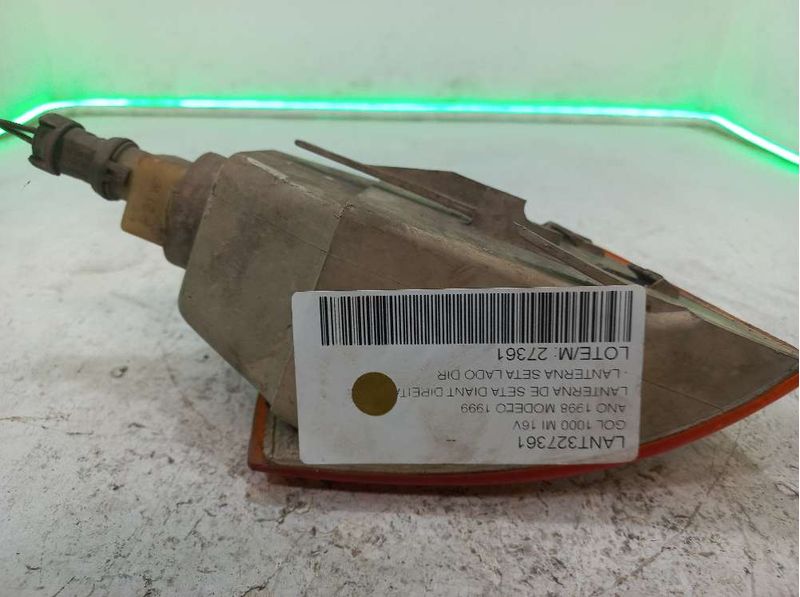 LANT327361
GOL 1000 MI 16V
ANO 1998 MODELO 1999
LANTERNA DE SETA DIANT DIREITA
- LANTERNA SETA LADO DIR
LOTE/M: 27361